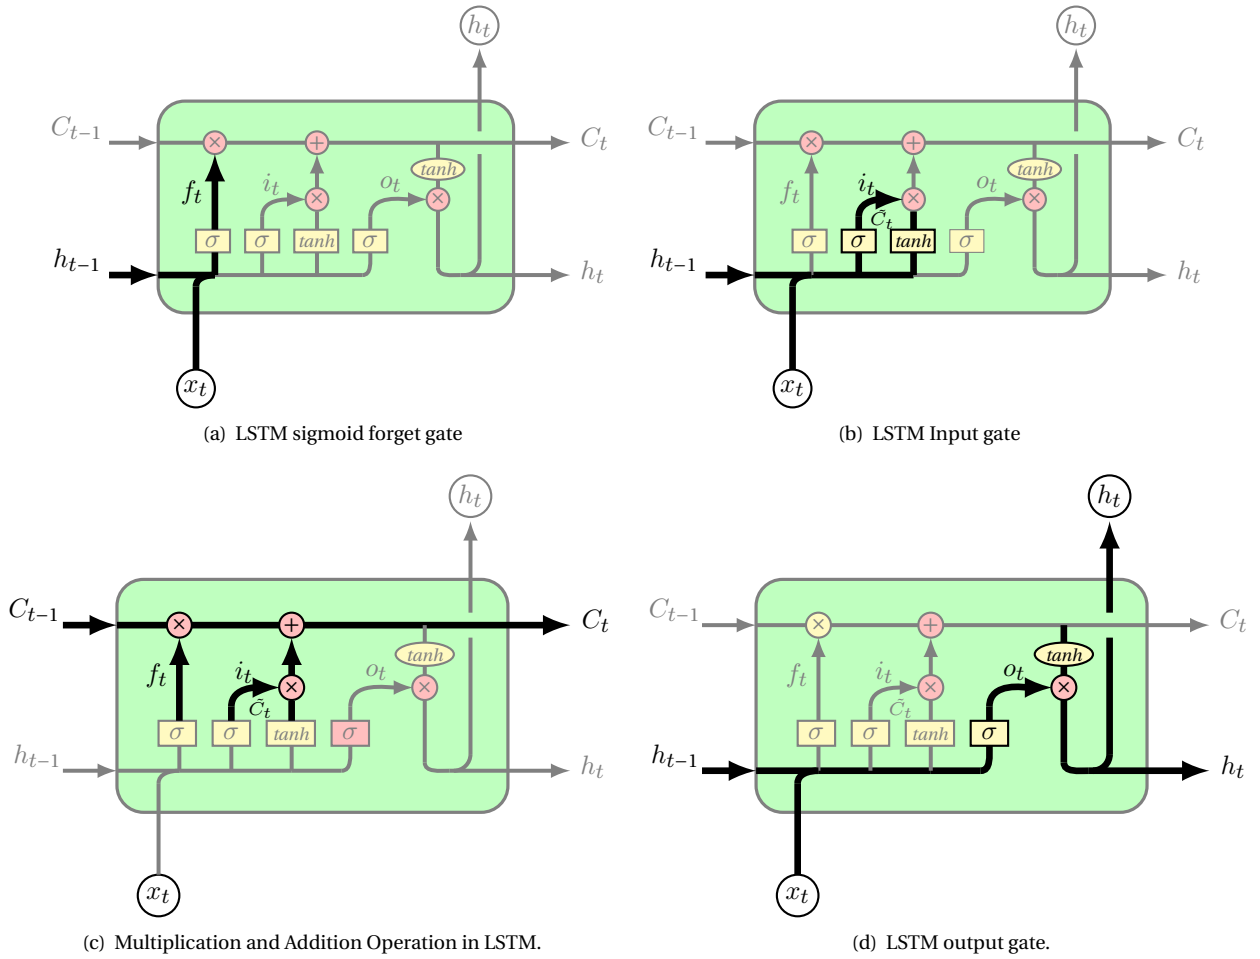 h_t h_t
C_{t−1} × + C_t C_{t−1} × + C_t
tanh tanh
f_t i_t × o_t × f_t i_t × o_t ×
C̃_t
σ σ tanh σ σ σ tanh σ
h_{t−1} h_t h_{t−1} h_t
x_t x_t
(a) LSTM sigmoid forget gate (b) LSTM Input gate
h_t h_t
C_{t−1} × + C_t C_{t−1} × + C_t
tanh tanh
f_t i_t × o_t × f_t i_t × o_t ×
C̃_t C̃_t
σ σ tanh σ σ σ tanh σ
h_{t−1} h_t h_{t−1} h_t
x_t x_t
(c) Multiplication and Addition Operation in LSTM. (d) LSTM output gate.